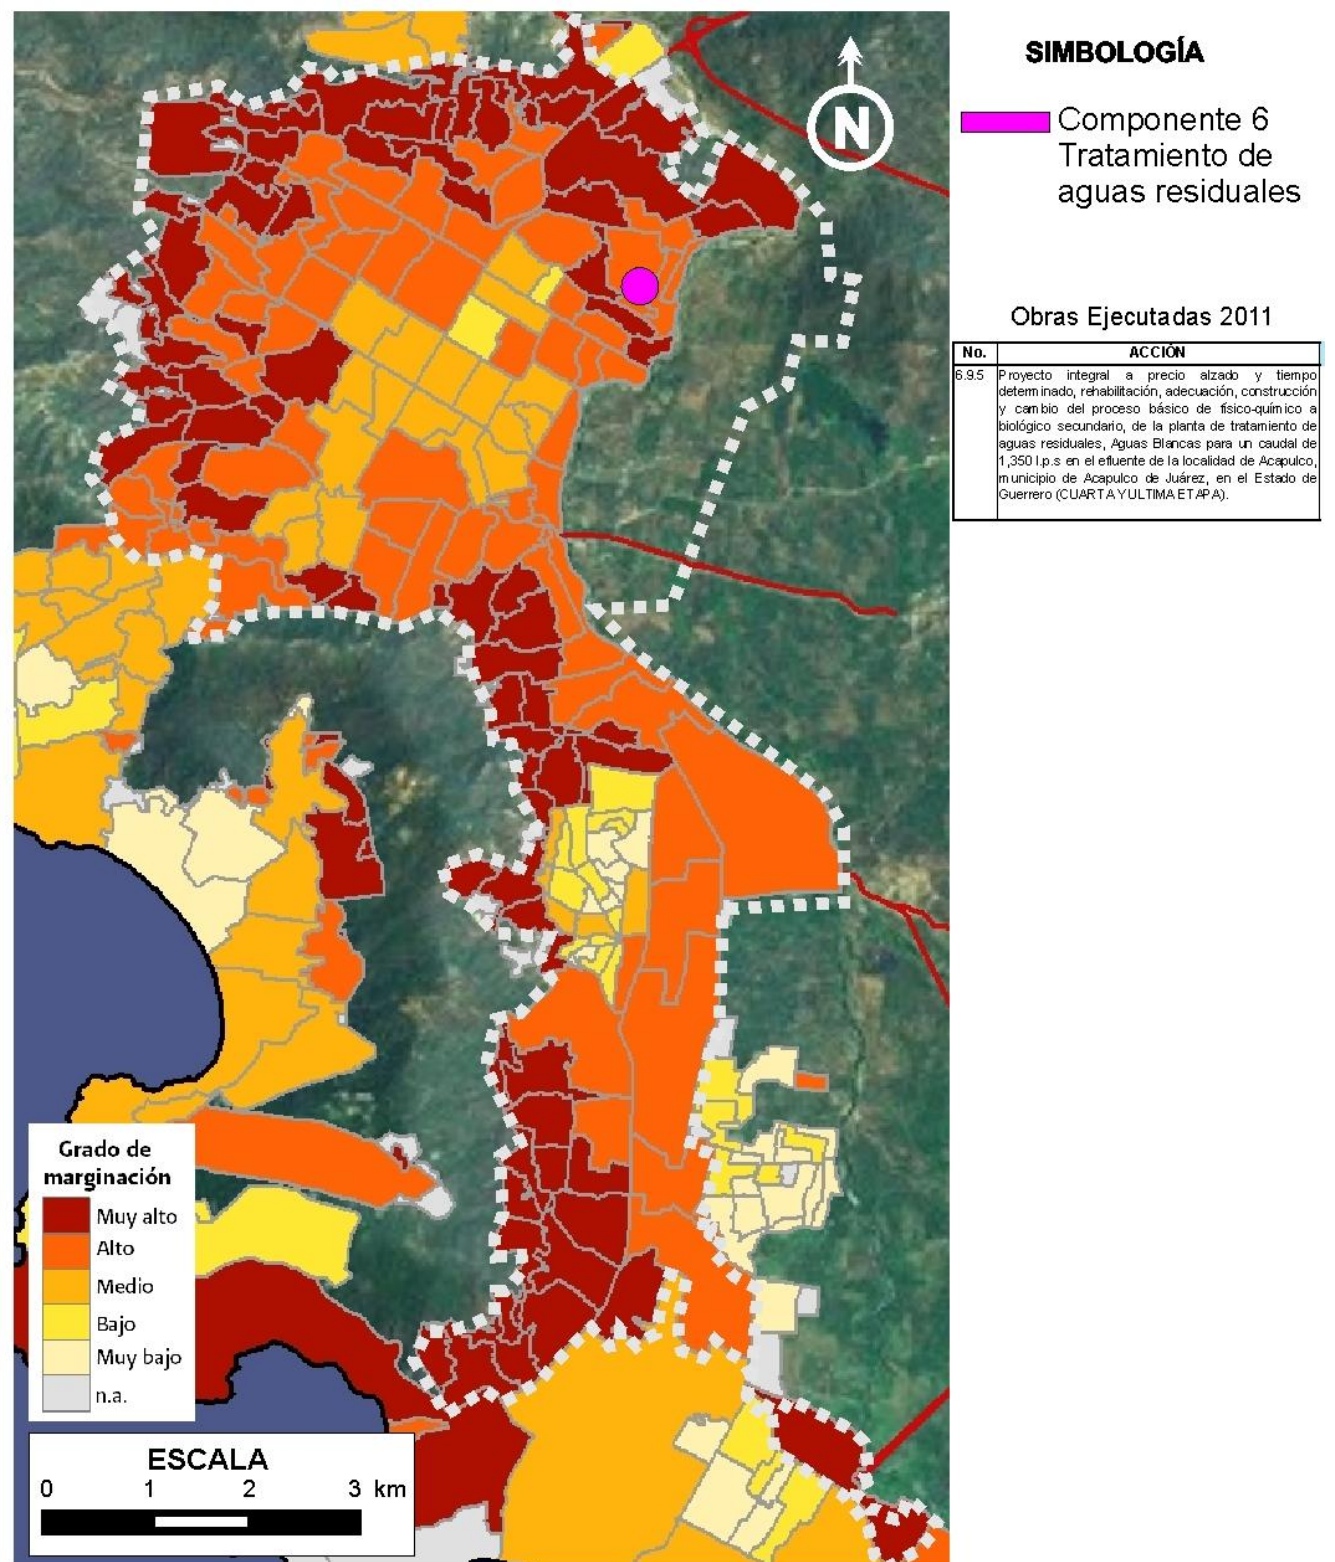 N
SIMBOLOGÍA
Componente 6
Tratamiento de
aguas residuales
Obras Ejecutadas 2011
No. ACCIÓN
6.9.5 Proyecto integral a precio alzado y tiempo
determinado, rehabilitación, adecuación, construcción
y cambio del proceso básico de físico-químico a
biológico secundario, de la planta de tratamiento de
aguas residuales, Aguas Blancas para un caudal de
1,350 l.p.s en el efluente de la localidad de Acapulco,
municipio de Acapulco de Juárez, en el Estado de
Guerrero (CUARTA Y ULTIMA ETAPA).
Grado de
marginación
Muy alto
Alto
Medio
Bajo
Muy bajo
n.a.
ESCALA
0 1 2 3 km